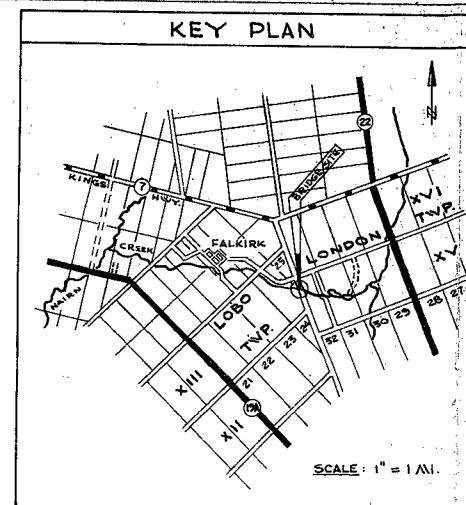 KEY PLAN
N
22
BRIDGE SITE
KINGS HWY.
7
XVI
TWP.
CREEK
FALKIRK
LONDON
25
XV
NAIRN
LOBO
TWP.
24
23
22
21
32
31
30
29
28
27
XIII
XII
19A
SCALE: 1" = 1 MI.